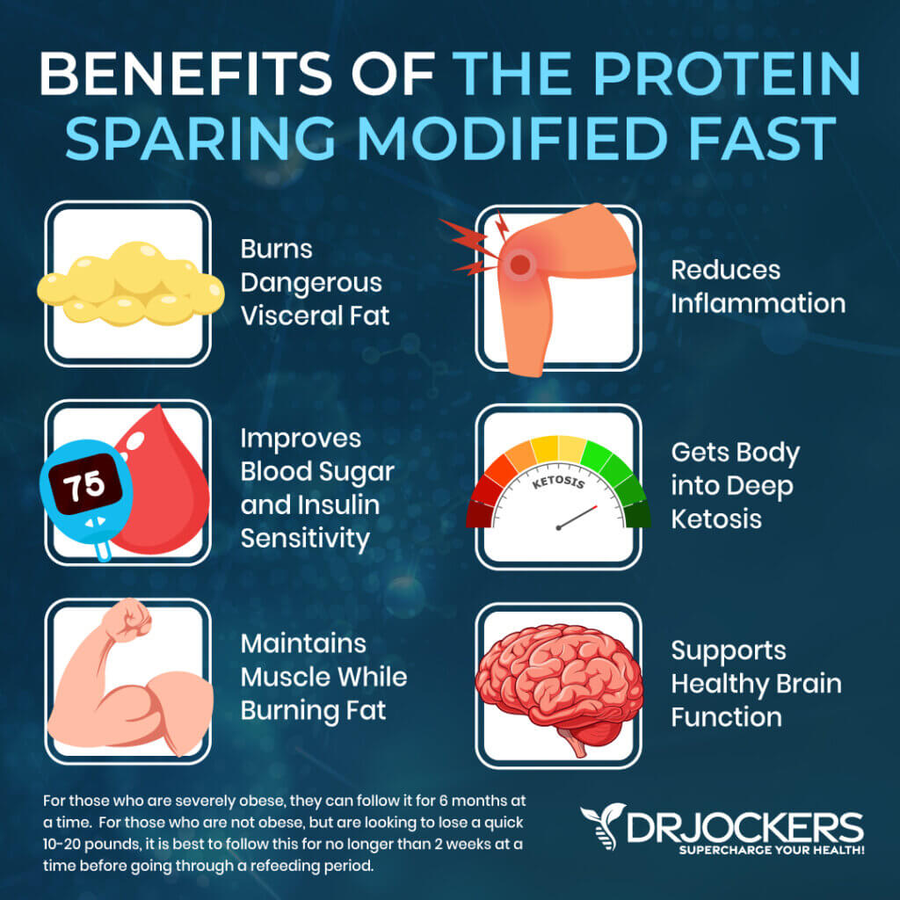 BENEFITS OF THE PROTEIN
SPARING MODIFIED FAST
Burns
Dangerous
Visceral Fat
Reduces
Inflammation
Improves
Blood Sugar
and Insulin
Sensitivity
75
Gets Body
into Deep
Ketosis
KETOSIS
Maintains
Muscle While
Burning Fat
Supports
Healthy Brain
Function
For those who are severely obese, they can follow it for 6 months at
a time. For those who are not obese, but are looking to lose a quick
10-20 pounds, it is best to follow this for no longer than 2 weeks at a
time before going through a refeeding period.
DRJOCKERS
SUPERCHARGE YOUR HEALTH!